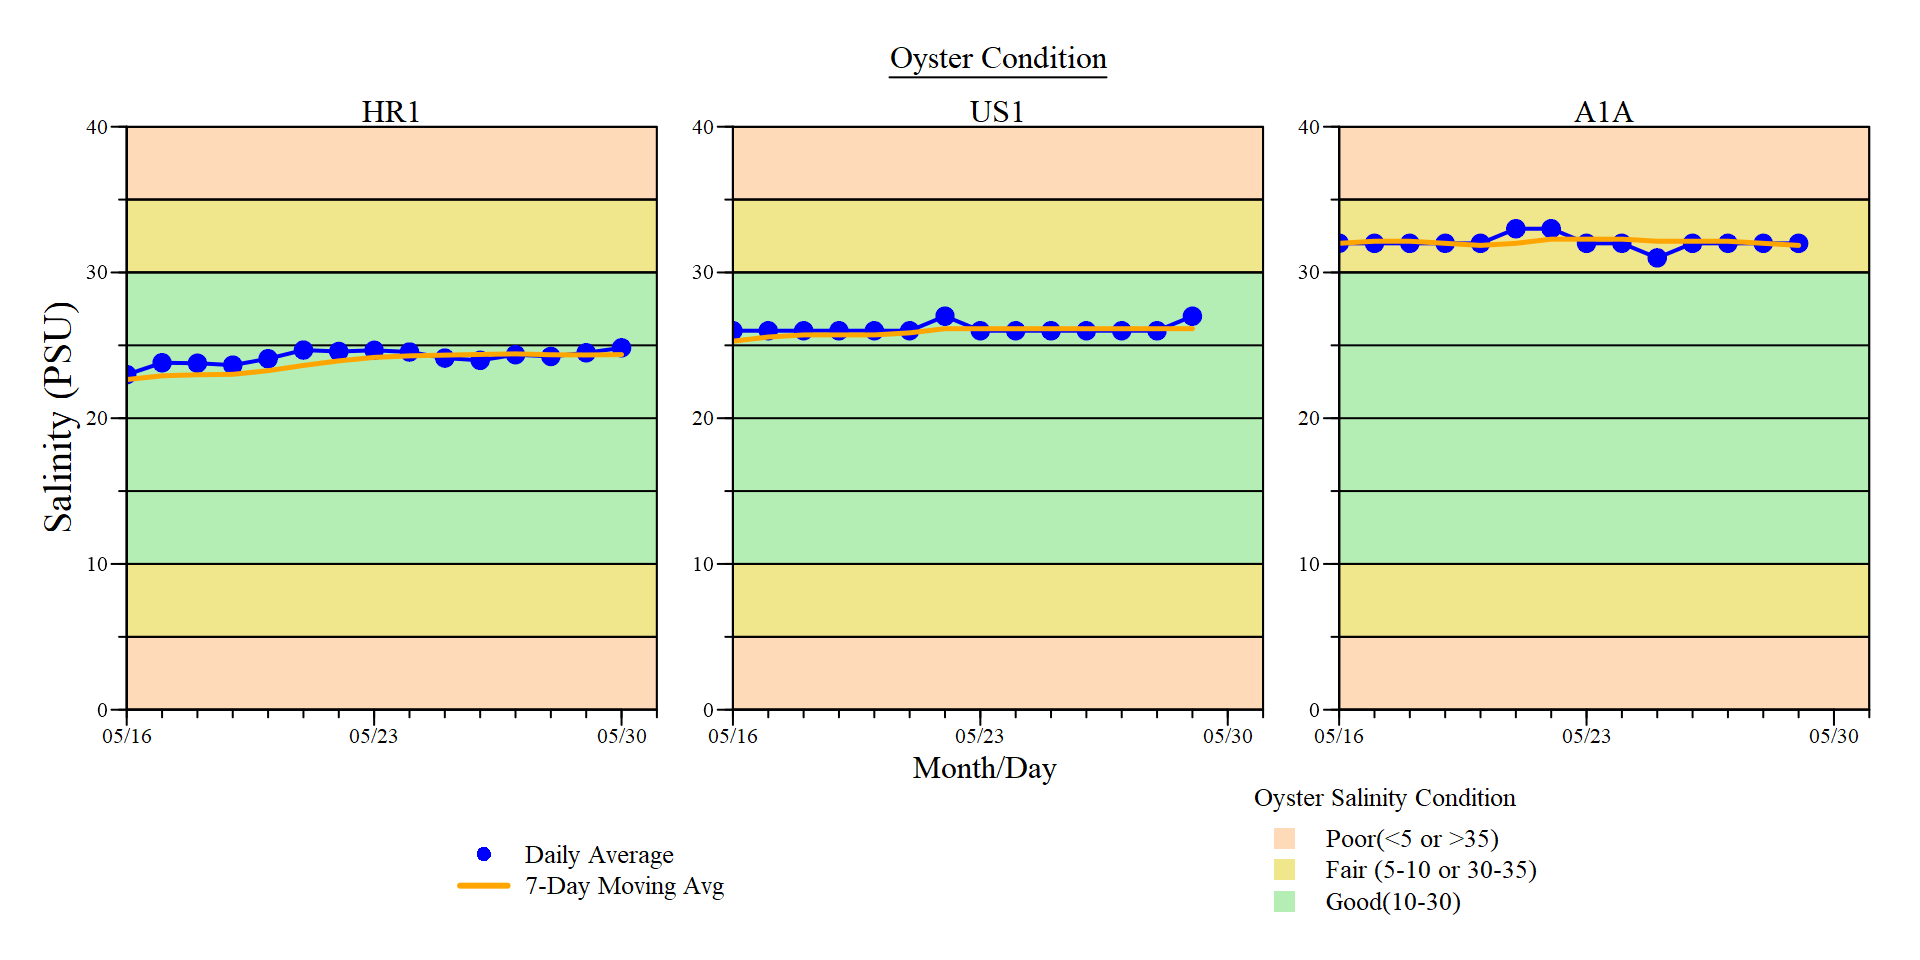 Oyster Condition
HR1
US1
A1A
Salinity (PSU)
40
30
20
10
0
05/16
05/23
05/30
40
30
20
10
0
05/16
05/23
05/30
40
30
20
10
0
05/16
05/23
05/30
Month/Day
Daily Average
7-Day Moving Avg
Oyster Salinity Condition
Poor(<5 or >35)
Fair (5-10 or 30-35)
Good(10-30)